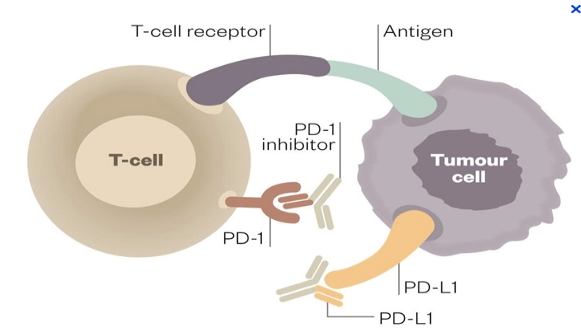 T-cell receptor
Antigen
PD-1
inhibitor
T-cell
Tumour
cell
PD-1
PD-L1
PD-L1